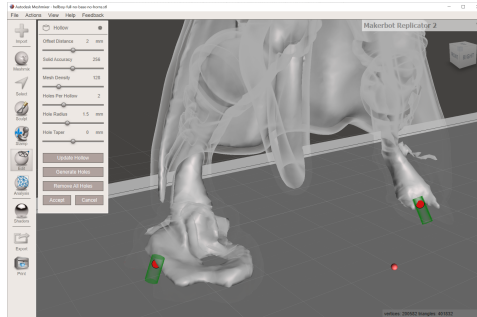 Autodesk Meshmixer - hellboy-full-no-base-no-horns.stl
File Actions View Help Feedback
Makerbot Replicator 2
Import
Meshmix
Select
Sculpt
Stamp
Edit
Analysis
Shaders
Export
Print
Hollow
Offset Distance 2 mm
Solid Accuracy 256
Mesh Density 128
Holes Per Hollow 2
Hole Radius 1.5 mm
Hole Taper 0 mm
Update Hollow
Generate Holes
Remove All Holes
Accept Cancel